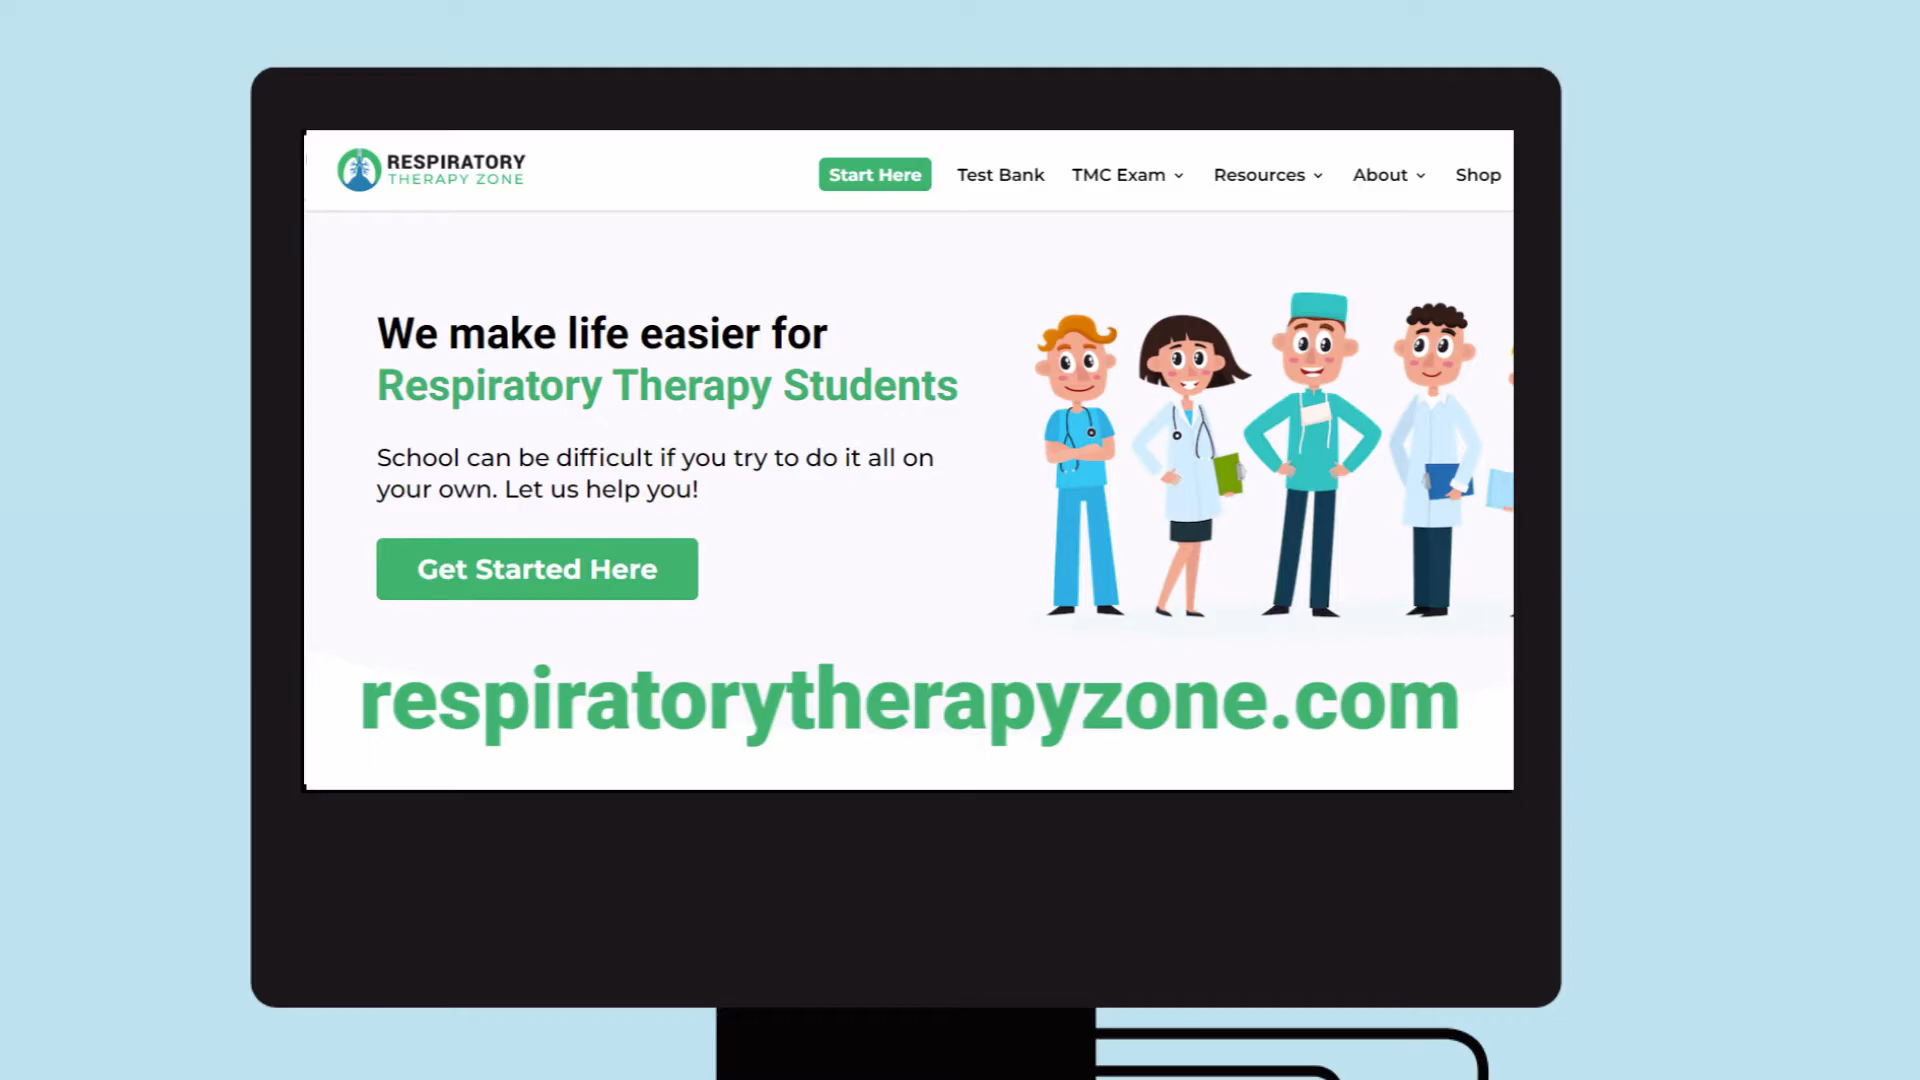 RESPIRATORY
THERAPY ZONE
Start Here
Test Bank
TMC Exam
Resources
About
Shop
We make life easier for
Respiratory Therapy Students
School can be difficult if you try to do it all on
your own. Let us help you!
Get Started Here
respiratorytherapyzone.com